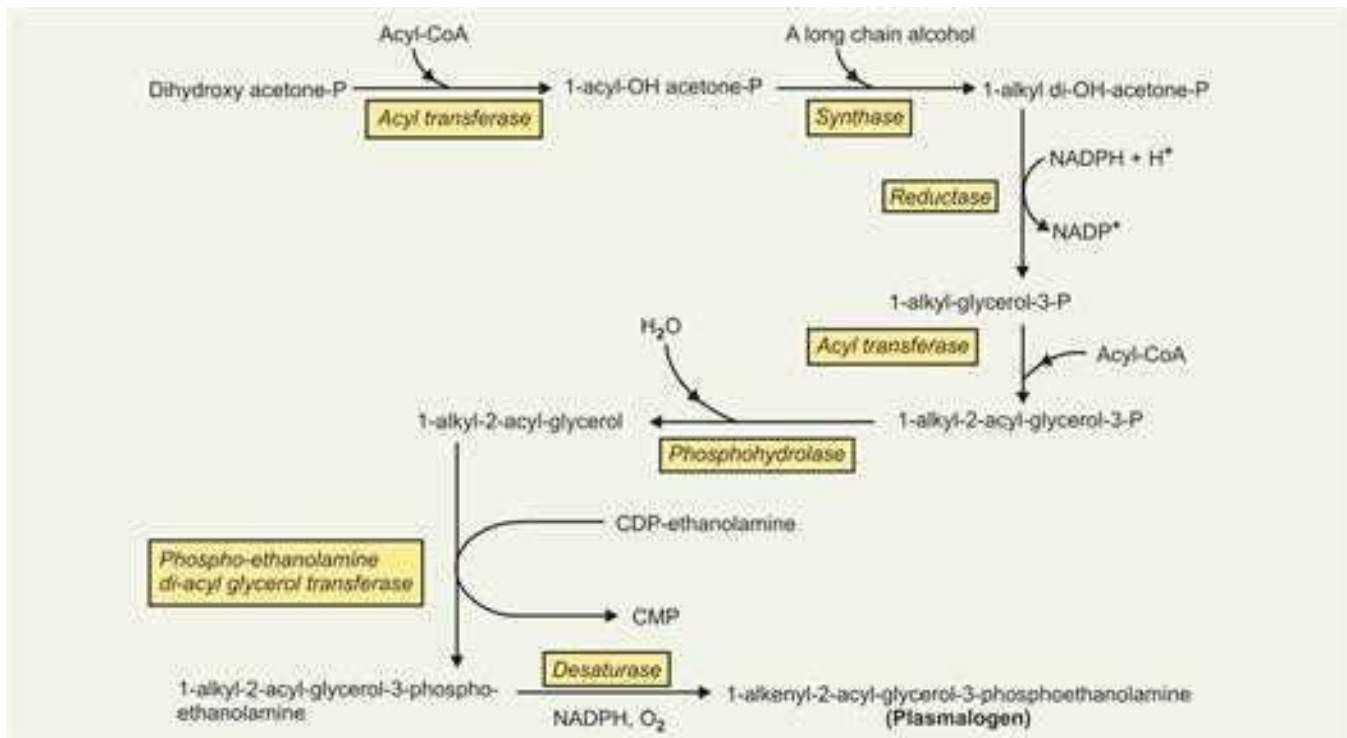 Acyl-CoA
A long chain alcohol
Dihydroxy acetone-P
1-acyl-OH acetone-P
1-alkyl di-OH-acetone-P
Acyl transferase
Synthase
NADPH + H⁺
Reductase
NADP⁺
1-alkyl-glycerol-3-P
H₂O
Acyl transferase
Acyl-CoA
1-alkyl-2-acyl-glycerol
1-alkyl-2-acyl-glycerol-3-P
Phosphohydrolase
CDP-ethanolamine
Phospho-ethanolamine
di-acyl glycerol transferase
CMP
Desaturase
1-alkyl-2-acyl-glycerol-3-phospho-
ethanolamine
NADPH, O₂
1-alkenyl-2-acyl-glycerol-3-phosphoethanolamine
(Plasmalogen)